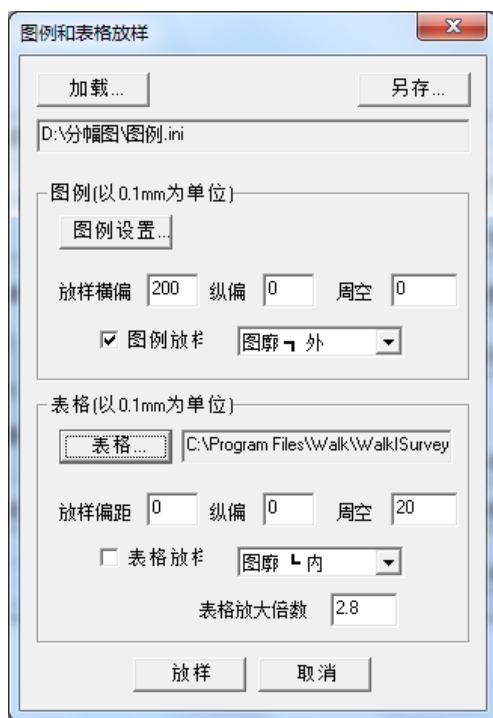 图例和表格放样
加载... 另存...
D:\分幅图\图例.ini
图例(以0.1mm为单位)
图例设置...
放样横偏 200 纵偏 0 周空 0
图例放样 图廓 ┓ 外
表格(以0.1mm为单位)
表格... C:\Program Files\Walk\WalkISurvey
放样偏距 0 纵偏 0 周空 20
表格放样 图廓 ┗ 内
表格放大倍数 2.8
放样 取消